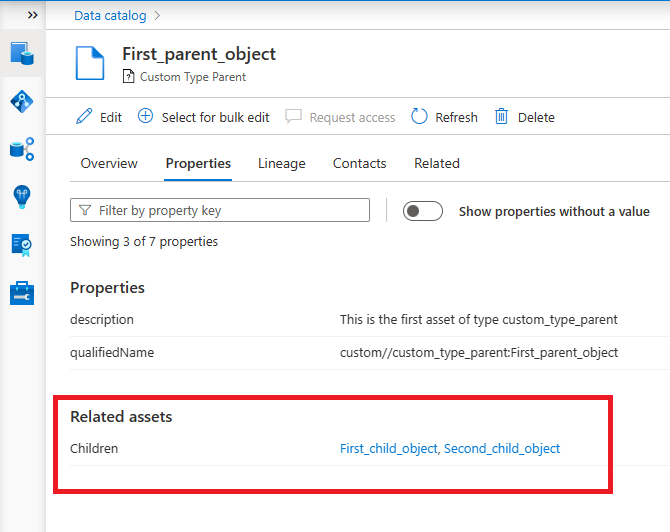 Data catalog
First_parent_object
Custom Type Parent
Edit Select for bulk edit Request access Refresh Delete
Overview Properties Lineage Contacts Related
Filter by property key Show properties without a value
Showing 3 of 7 properties
Properties
description This is the first asset of type custom_type_parent
qualifiedName custom//custom_type_parent:First_parent_object
Related assets
Children First_child_object, Second_child_object